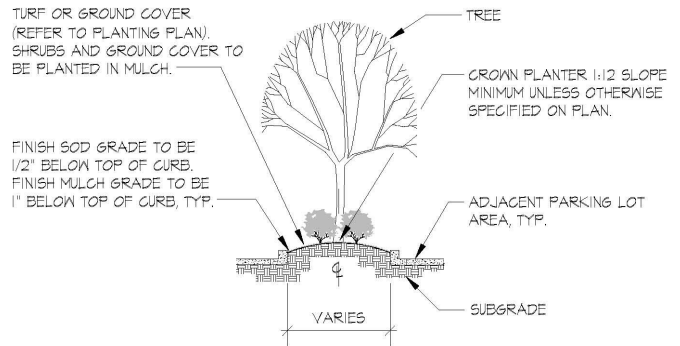 TURF OR GROUND COVER
(REFER TO PLANTING PLAN).
SHRUBS AND GROUND COVER TO
BE PLANTED IN MULCH.
TREE
CROWN PLANTER 1:12 SLOPE
MINIMUM UNLESS OTHERWISE
SPECIFIED ON PLAN.
FINISH SOD GRADE TO BE
1/2" BELOW TOP OF CURB.
FINISH MULCH GRADE TO BE
1" BELOW TOP OF CURB, TYP.
ADJACENT PARKING LOT
AREA, TYP.
℄
SUBGRADE
VARIES